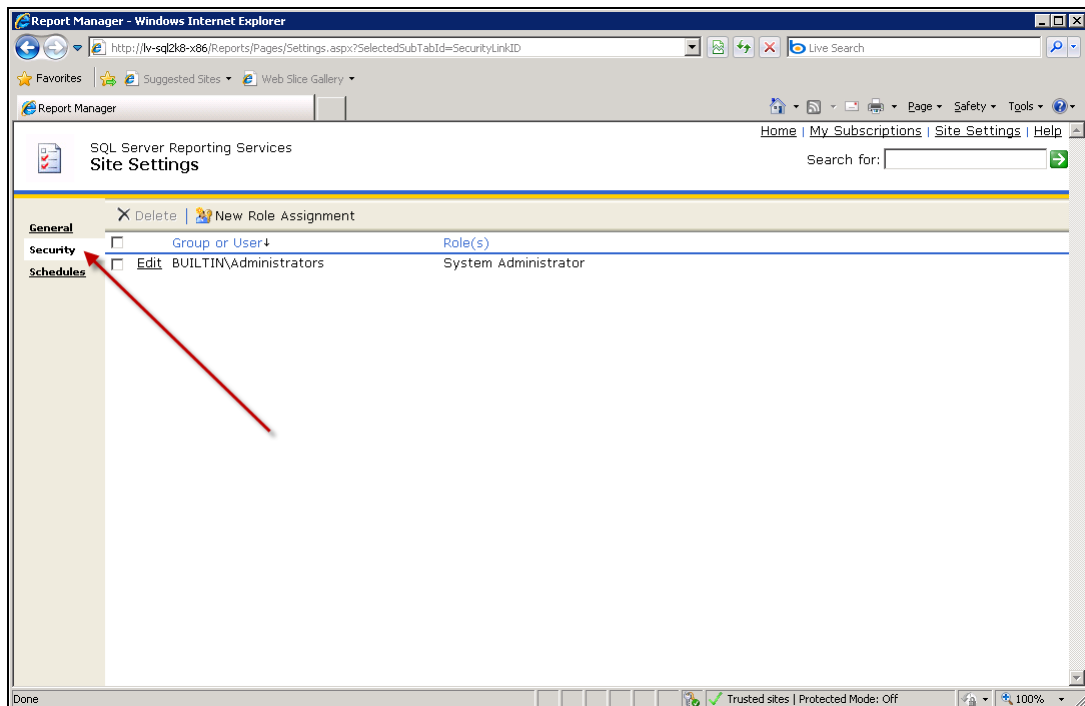 Report Manager - Windows Internet Explorer
http://lv-sql2k8-x86/Reports/Pages/Settings.aspx?SelectedSubTabId=SecurityLinkID
Live Search
Favorites
Suggested Sites
Web Slice Gallery
Report Manager
Page
Safety
Tools
Home | My Subscriptions | Site Settings | Help
SQL Server Reporting Services
Site Settings
Search for:
Delete | New Role Assignment
General
Security
Schedules
Group or User↓ Role(s)
Edit BUILTIN\Administrators System Administrator
Done
Trusted sites | Protected Mode: Off
100%